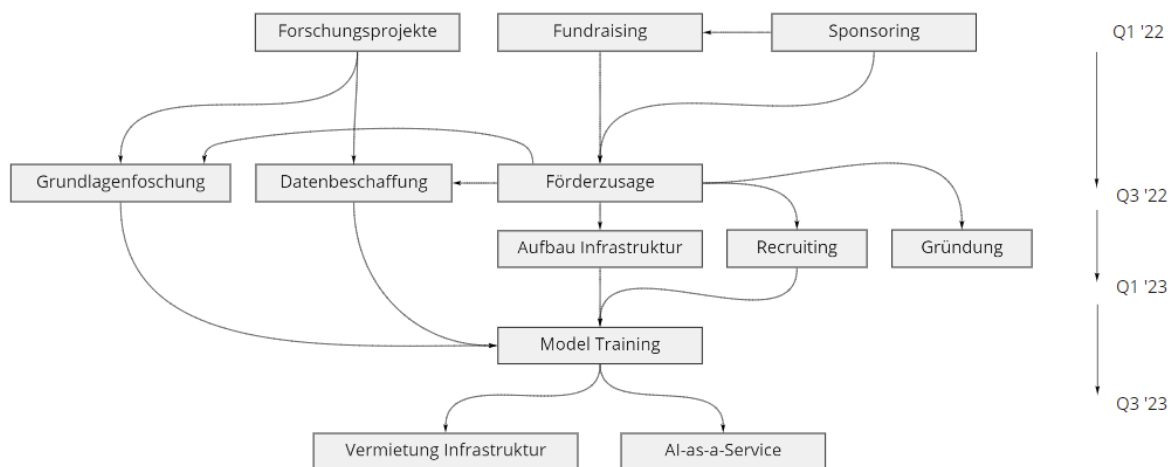 Forschungsprojekte
Fundraising
Sponsoring
Q1 '22
Grundlagenfoschung
Datenbeschaffung
Förderzusage
Q3 '22
Aufbau Infrastruktur
Recruiting
Gründung
Q1 '23
Model Training
Q3 '23
Vermietung Infrastruktur
AI-as-a-Service